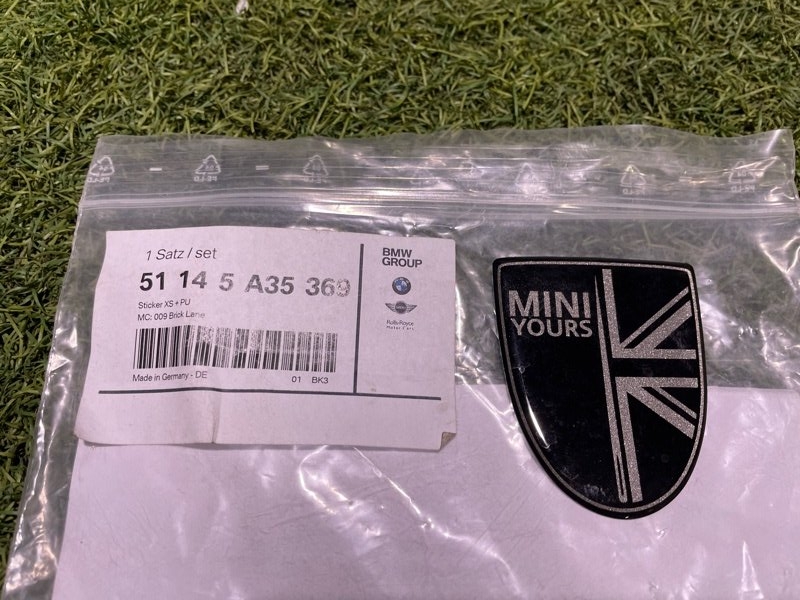 1 Satz / set
51 14 5 A35 369
Sticker XS + PU
MC: 009 Brick Lane
Made in Germany - DE
01 BK3
BMW
GROUP
Rolls-Royce
Motor Cars
MINI
YOURS